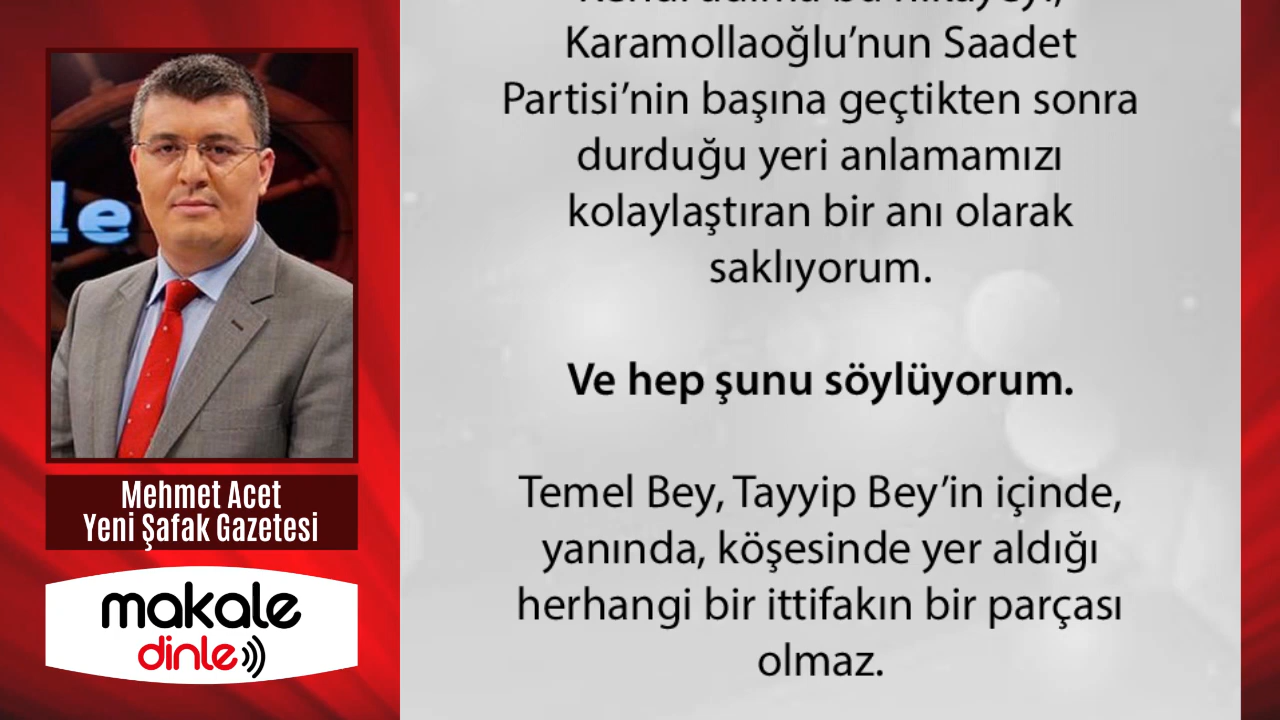 le
Mehmet Acet
Yeni Şafak Gazetesi
makale
dinle
Karamollaoğlu’nun Saadet
Partisi’nin başına geçtikten sonra
durduğu yeri anlamamızı
kolaylaştıran bir anı olarak
saklıyorum.
Ve hep şunu söylüyorum.
Temel Bey, Tayyip Bey’in içinde,
yanında, köşesinde yer aldığı
herhangi bir ittifakın bir parçası
olmaz.